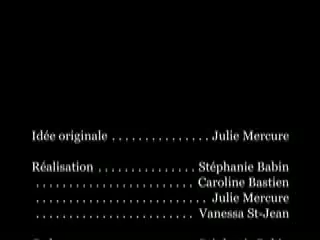 Idée originale . . . . . . . . . . . . . . . Julie Mercure
Réalisation . . . . . . . . . . . . . . . Stéphanie Babin
. . . . . . . . . . . . . . . . . . . . . . . . Caroline Bastien
. . . . . . . . . . . . . . . . . . . . . . . . . . Julie Mercure
. . . . . . . . . . . . . . . . . . . . . . . . Vanessa St-Jean